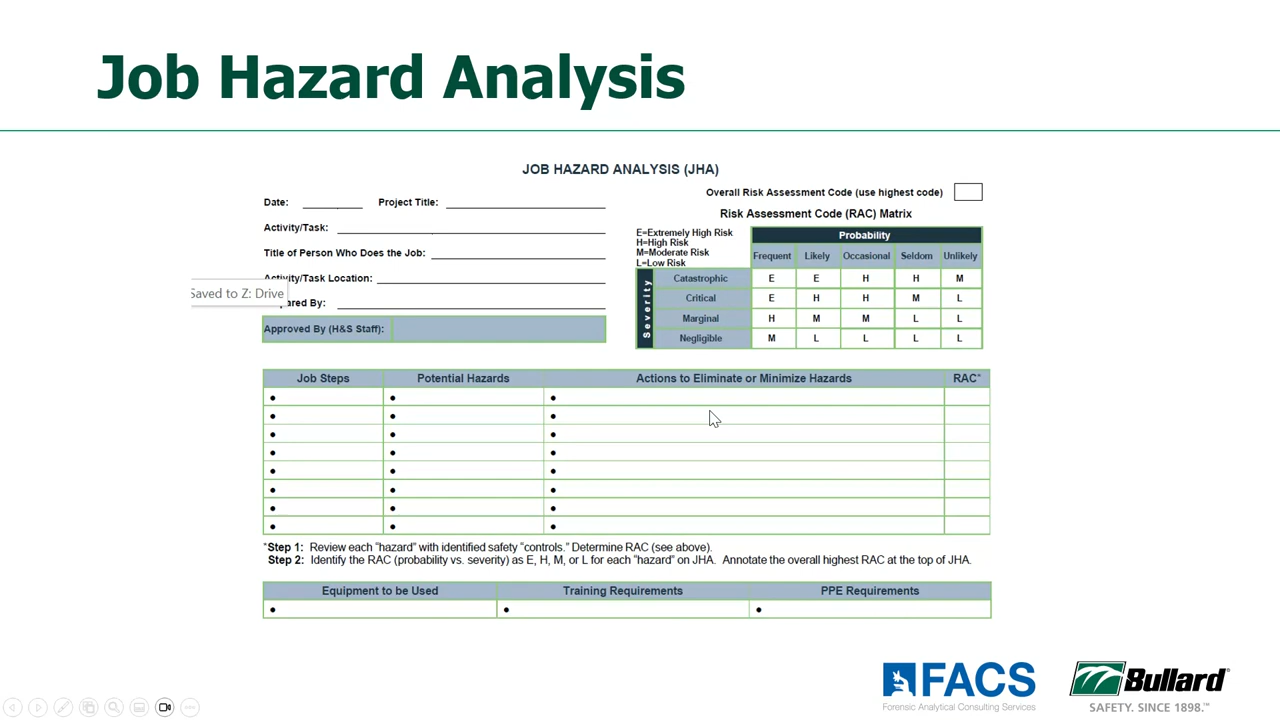 Job Hazard Analysis
JOB HAZARD ANALYSIS (JHA)
Date:
Project Title:
Activity/Task:
Title of Person Who Does the Job:
Activity/Task Location:
Saved to Z: Drive
ared By:
Approved By (H&S Staff):
Overall Risk Assessment Code (use highest code)
Risk Assessment Code (RAC) Matrix
E=Extremely High Risk
H=High Risk
M=Moderate Risk
L=Low Risk
Probability
Frequent Likely Occasional Seldom Unlikely
Severity
Catastrophic E E H H M
Critical E H H M L
Marginal H M M L L
Negligible M L L L L
Job Steps Potential Hazards Actions to Eliminate or Minimize Hazards RAC*
*Step 1: Review each "hazard" with identified safety "controls." Determine RAC (see above).
Step 2: Identify the RAC (probability vs. severity) as E, H, M, or L for each "hazard" on JHA. Annotate the overall highest RAC at the top of JHA.
Equipment to be Used Training Requirements PPE Requirements
FACS
Forensic Analytical Consulting Services
Bullard
SAFETY. SINCE 1898.™